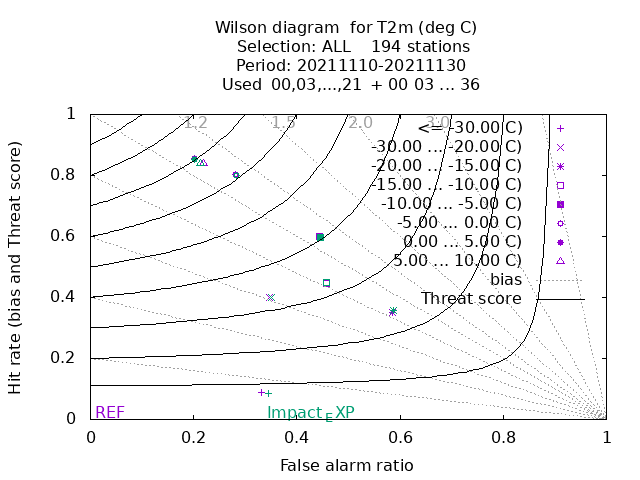 Wilson diagram  for T2m (deg C)
Selection: ALL    194 stations
Period: 20211110-20211130
Used  00,03,...,21  + 00 03 ... 36
1.2 1.5 2.0 3.0
<= -30.00 C)
-30.00 ... -20.00 C)
-20.00 ... -15.00 C)
-15.00 ... -10.00 C)
-10.00 ... -5.00 C)
-5.00 ... 0.00 C)
0.00 ... 5.00 C)
5.00 ... 10.00 C)
bias
Threat score
1
0.8
0.6
0.4
0.2
0
Hit rate (bias and Threat score)
REF
Impact_EXP
0 0.2 0.4 0.6 0.8 1
False alarm ratio